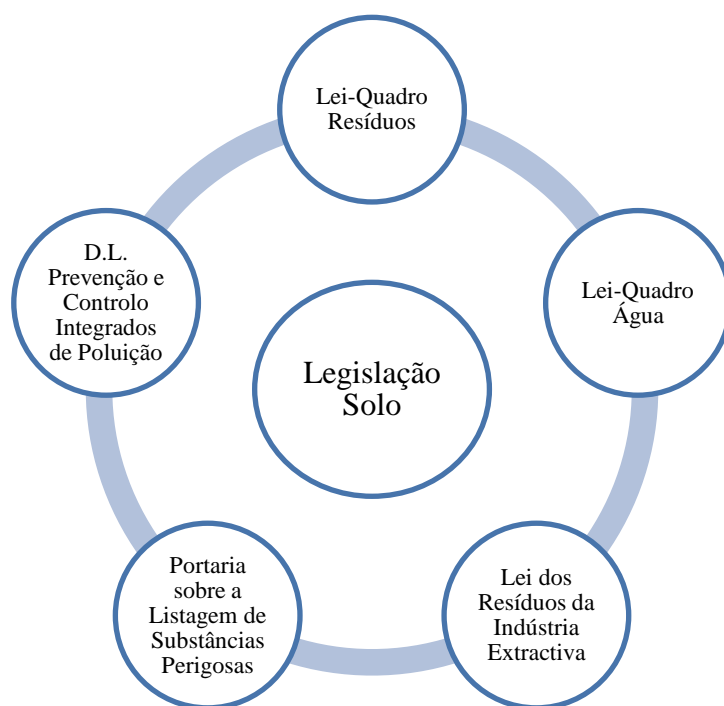 Lei-Quadro
Resíduos
D.L.
Prevenção e
Controlo
Integrados
de Poluição
Lei-Quadro
Água
Legislação
Solo
Portaria
sobre a
Listagem de
Substâncias
Perigosas
Lei dos
Resíduos da
Indústria
Extractiva